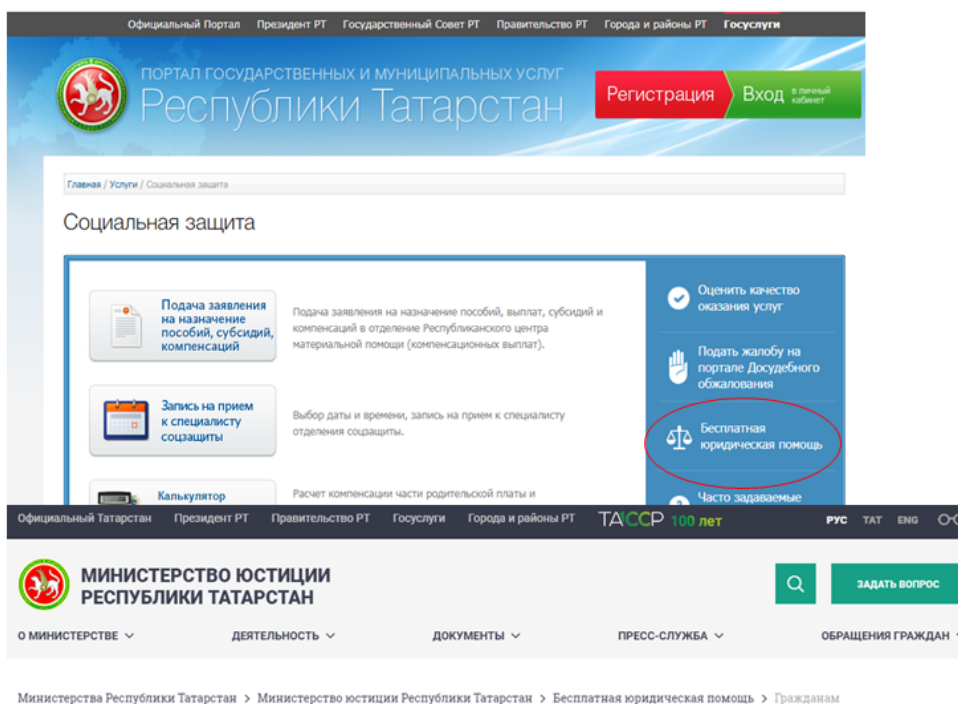 Официальный Портал Президент РТ Государственный Совет РТ Правительство РТ Города и районы РТ Госуслуги
ПОРТАЛ ГОСУДАРСТВЕННЫХ И МУНИЦИПАЛЬНЫХ УСЛУГ
Республики Татарстан
Регистрация
Вход в личный кабинет
Главная / Услуги / Социальная защита
Социальная защита
Подача заявления
на назначение
пособий, субсидий,
компенсаций
Подача заявления на назначение пособий, выплат, субсидий и
компенсаций в отделение Республиканского центра
материальной помощи (компенсационных выплат).
Запись на прием
к специалисту
соцзащиты
Выбор даты и времени, запись на прием к специалисту
отделения соцзащиты.
Калькулятор
Расчет компенсации части родительской платы и
Оценить качество
оказания услуг
Подать жалобу на
портале Досудебного
обжалования
Бесплатная
юридическая помощь
Часто задаваемые
Официальный Татарстан Президент РТ Правительство РТ Госуслуги Города и районы РТ ТАССР 100 лет РУС ТАТ ENG
МИНИСТЕРСТВО ЮСТИЦИИ
РЕСПУБЛИКИ ТАТАРСТАН
ЗАДАТЬ ВОПРОС
О МИНИСТЕРСТВЕ ДЕЯТЕЛЬНОСТЬ ДОКУМЕНТЫ ПРЕСС-СЛУЖБА ОБРАЩЕНИЯ ГРАЖДАН
Министерства Республики Татарстан > Министерство юстиции Республики Татарстан > Бесплатная юридическая помощь > Гражданам